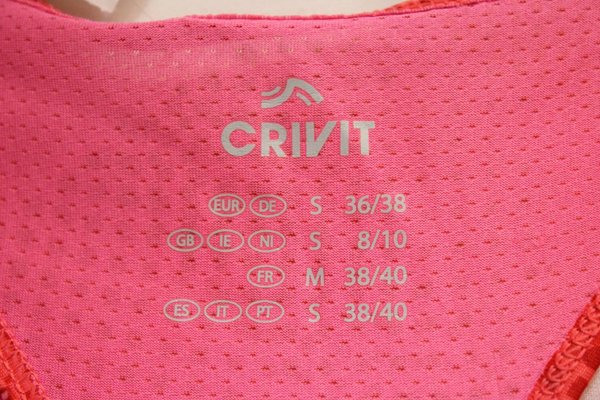 CRIVIT
EUR DE S 36/38
GB IE NI S 8/10
FR M 38/40
ES IT PT S 38/40